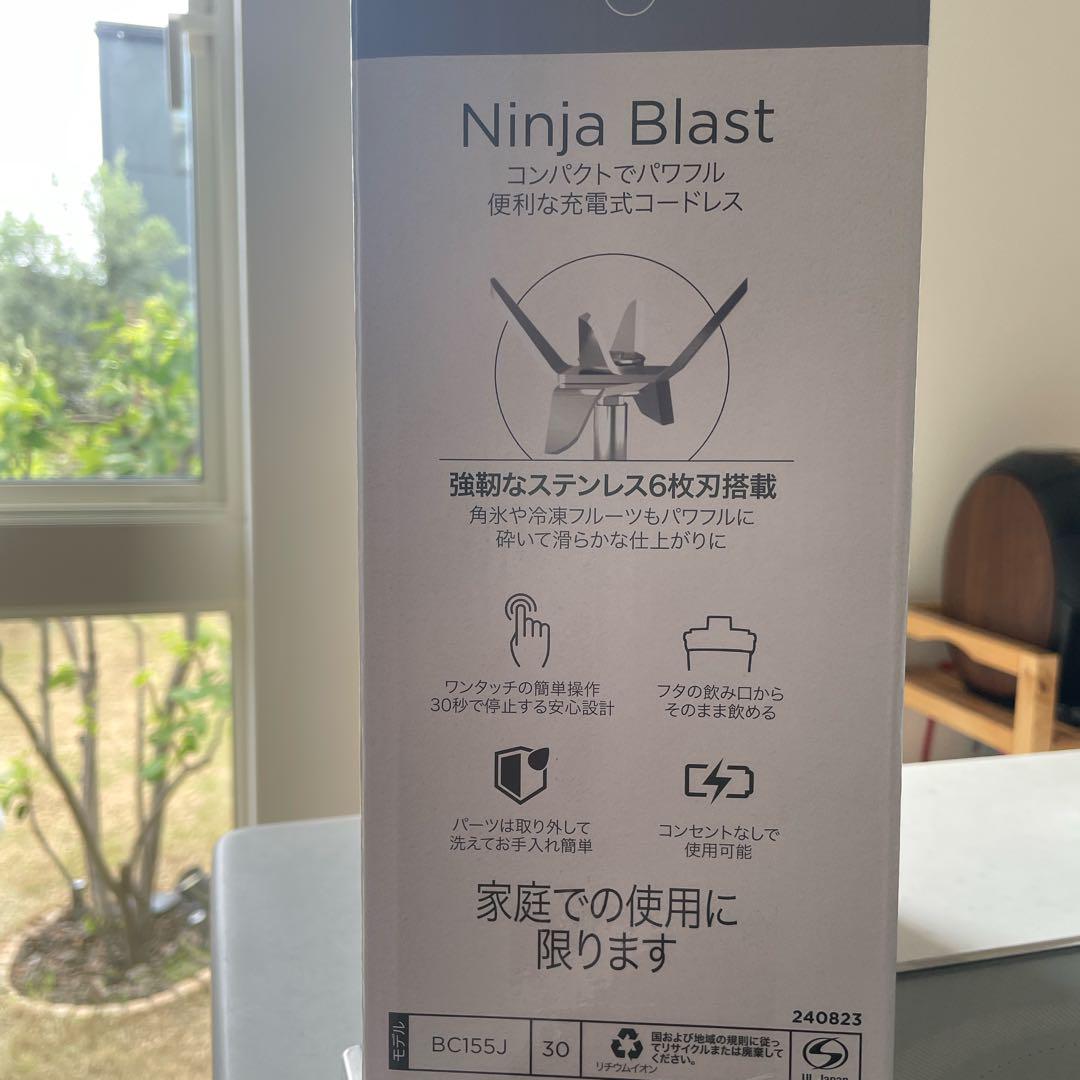 Ninja Blast
コンパクトでパワフル
便利な充電式コードレス
強靭なステンレス6枚刃搭載
角氷や冷凍フルーツもパワフルに
砕いて滑らかな仕上がりに
ワンタッチの簡単操作
30秒で停止する安心設計
フタの飲み口から
そのまま飲める
パーツは取り外して
洗えてお手入れ簡単
コンセントなしで
使用可能
家庭での使用に
限ります
240823
モデル
BC155J
30
リチウムイオン
国および地域の規則に従っ
てリサイクルまたは廃棄して
ください。
UL Japan